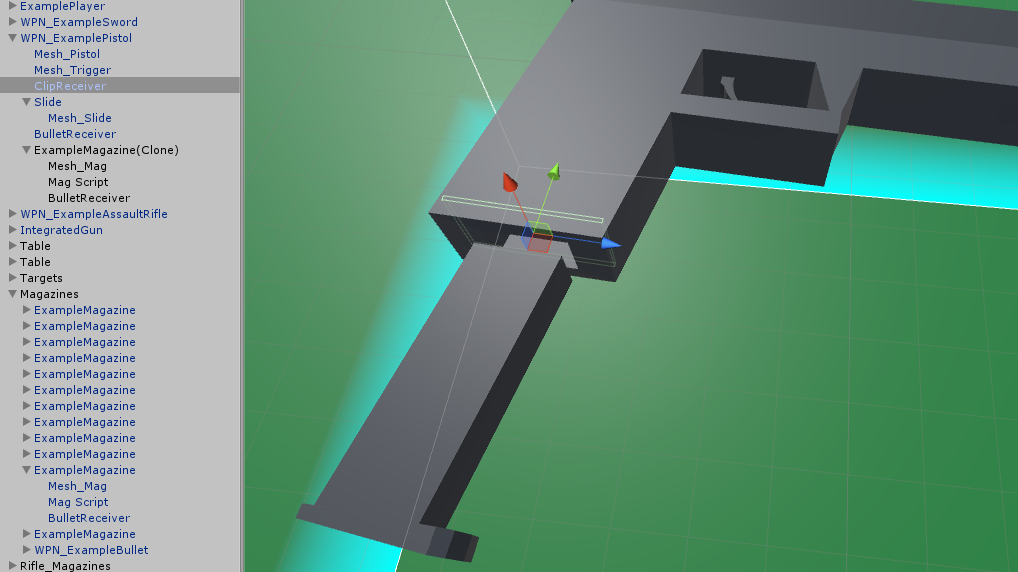 ExamplePlayer
WPN_ExampleSword
WPN_ExamplePistol
Mesh_Pistol
Mesh_Trigger
ClipReceiver
Slide
Mesh_Slide
BulletReceiver
ExampleMagazine(Clone)
Mesh_Mag
Mag Script
BulletReceiver
WPN_ExampleAssaultRifle
IntegratedGun
Table
Table
Targets
Magazines
ExampleMagazine
ExampleMagazine
ExampleMagazine
ExampleMagazine
ExampleMagazine
ExampleMagazine
ExampleMagazine
ExampleMagazine
ExampleMagazine
ExampleMagazine
ExampleMagazine
Mesh_Mag
Mag Script
BulletReceiver
ExampleMagazine
WPN_ExampleBullet
Rifle_Magazines